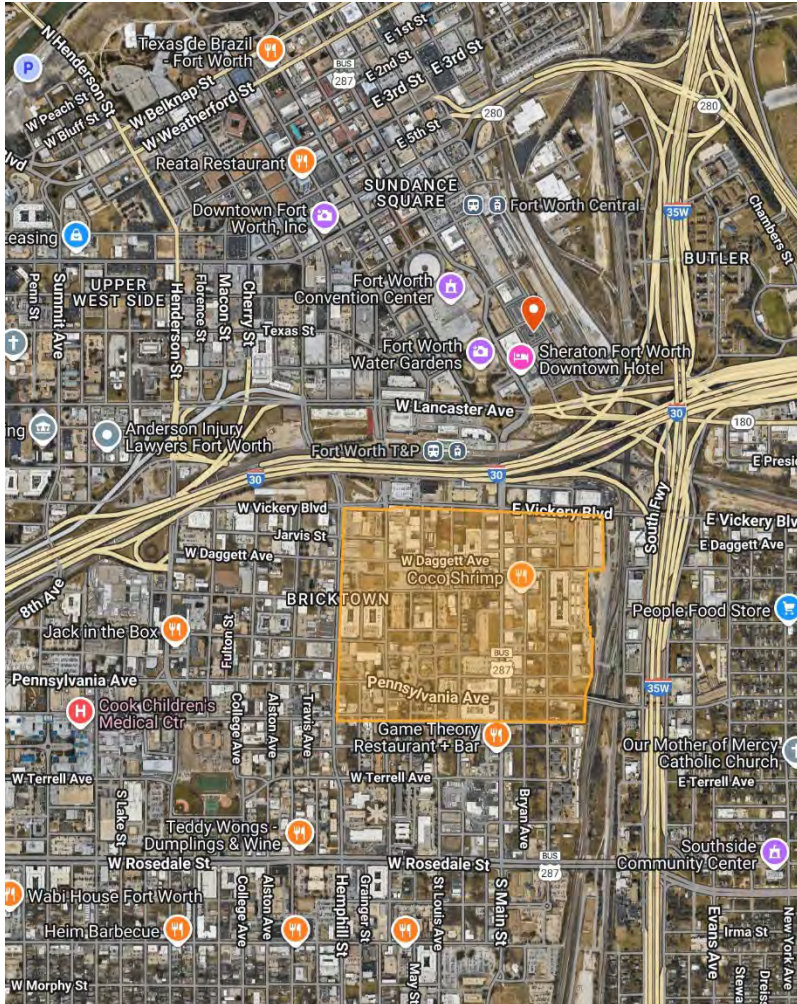 N Henderson St
Texas de Brazil
- Fort Worth
E 1st St
BUS
287
E 2nd St
E 3rd St
E 3rd St
P
W Peach St
W Belknap St
W Bluff St
W Weatherford St
280
280
E 5th St
Blvd
Reata Restaurant
SUNDANCE
SQUARE
Fort Worth Central
Downtown Fort
Worth, Inc
35W
Chambers St
Leasing
BUTLER
Penn St
Summit Ave
UPPER
WEST SIDE
Henderson St
Florence St
Macon St
Cherry St
Texas St
Fort Worth
Convention Center
Fort Worth
Water Gardens
Sheraton Fort Worth
Downtown Hotel
W Lancaster Ave
30
180
ing
Anderson Injury
Lawyers Fort Worth
Fort Worth T&P
E Presi
30
30
W Vickery Blvd
E Vickery Blvd
E Vickery Blv
South Fwy
Jarvis St
E Daggett Ave
W Daggett Ave
W Daggett Ave
Coco Shrimp
8th Ave
BRICKTOWN
People Food Store
Jack in the Box
Fulton St
BUS
287
Pennsylvania Ave
Pennsylvania Ave
35W
Cook Children's
Medical Ctr
H
College Ave
Alston Ave
Travis Ave
Game Theory
Restaurant + Bar
Our Mother of Mercy
Catholic Church
W Terrell Ave
W Terrell Ave
E Terrell Ave
S Lake St
Bryan Ave
Teddy Wongs -
Dumplings & Wine
Southside
Community Center
W Rosedale St
W Rosedale St
BUS
287
Wabi House Fort Worth
College Ave
Alston Ave
Hemphill St
Grainger St
St Louis Ave
S Main St
Evans Ave
New York Ave
Heim Barbecue
Irma St
May St
Stew
Dreiss
W Morphy St